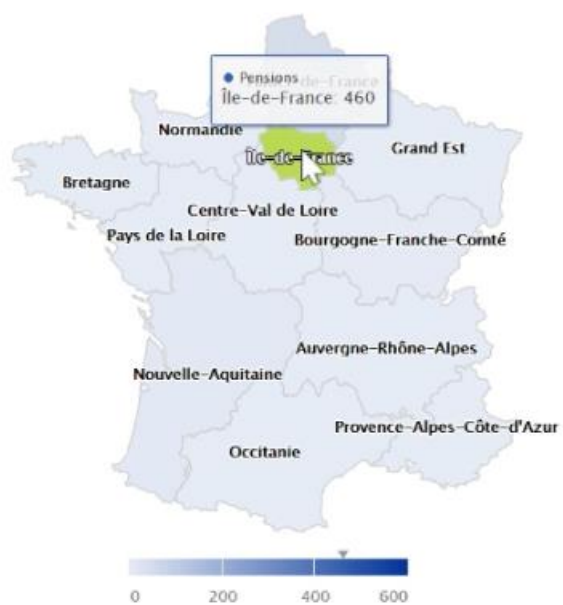 Pensions
Île-de-France: 460
Normandie
Île-de-France
Grand Est
Bretagne
Centre-Val de Loire
Pays de la Loire
Bourgogne-Franche-Comté
Auvergne-Rhône-Alpes
Nouvelle-Aquitaine
Provence-Alpes-Côte-d'Azur
Occitanie
0 200 400 600